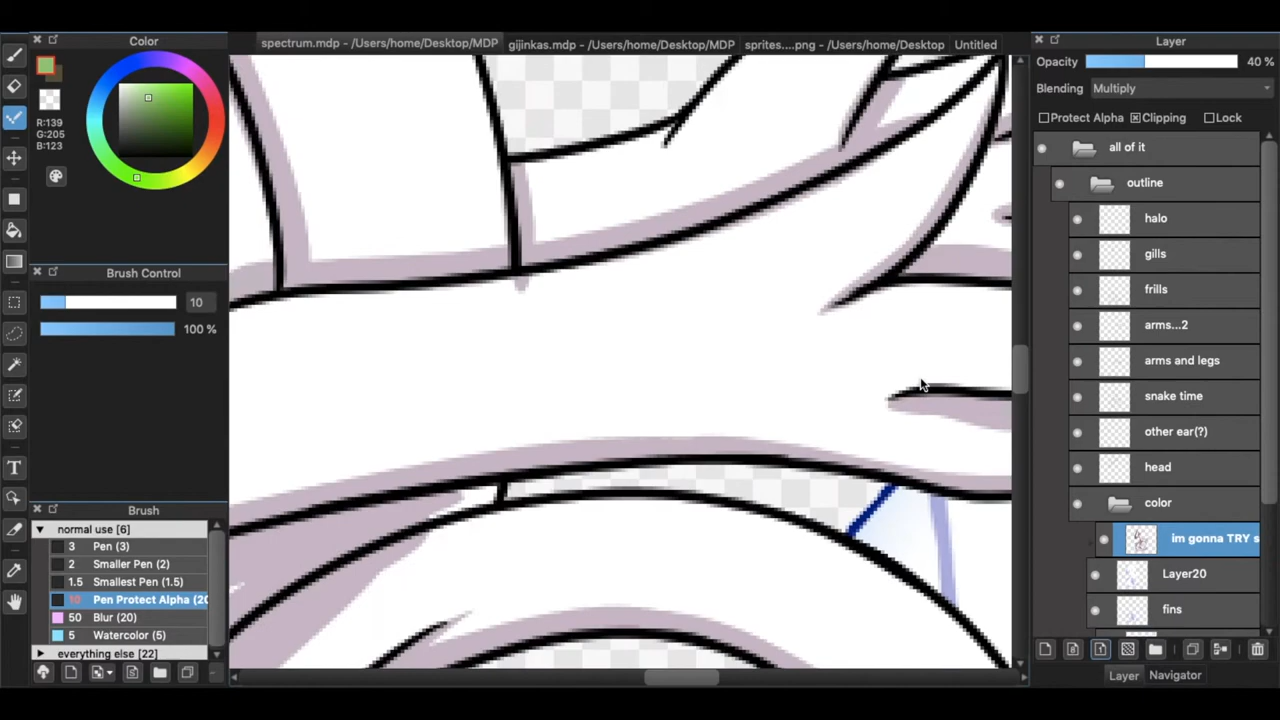 Color
spectrum.mdp - /Users/home/Desktop/MDP
gijinkas.mdp - /Users/home/Desktop/MDP
sprites....png - /Users/home/Desktop
Untitled
Layer
R:139
G:205
B:123
Opacity 40 %
Blending Multiply
Protect Alpha Clipping Lock
all of it
outline
halo
gills
frills
arms...2
arms and legs
snake time
other ear(?)
head
color
im gonna TRY s
Layer20
fins
Brush Control
10
100 %
Brush
normal use [6]
3 Pen (3)
2 Smaller Pen (2)
1.5 Smallest Pen (1.5)
10 Pen Protect Alpha (20
50 Blur (20)
5 Watercolor (5)
everything else [22]
T
Layer Navigator